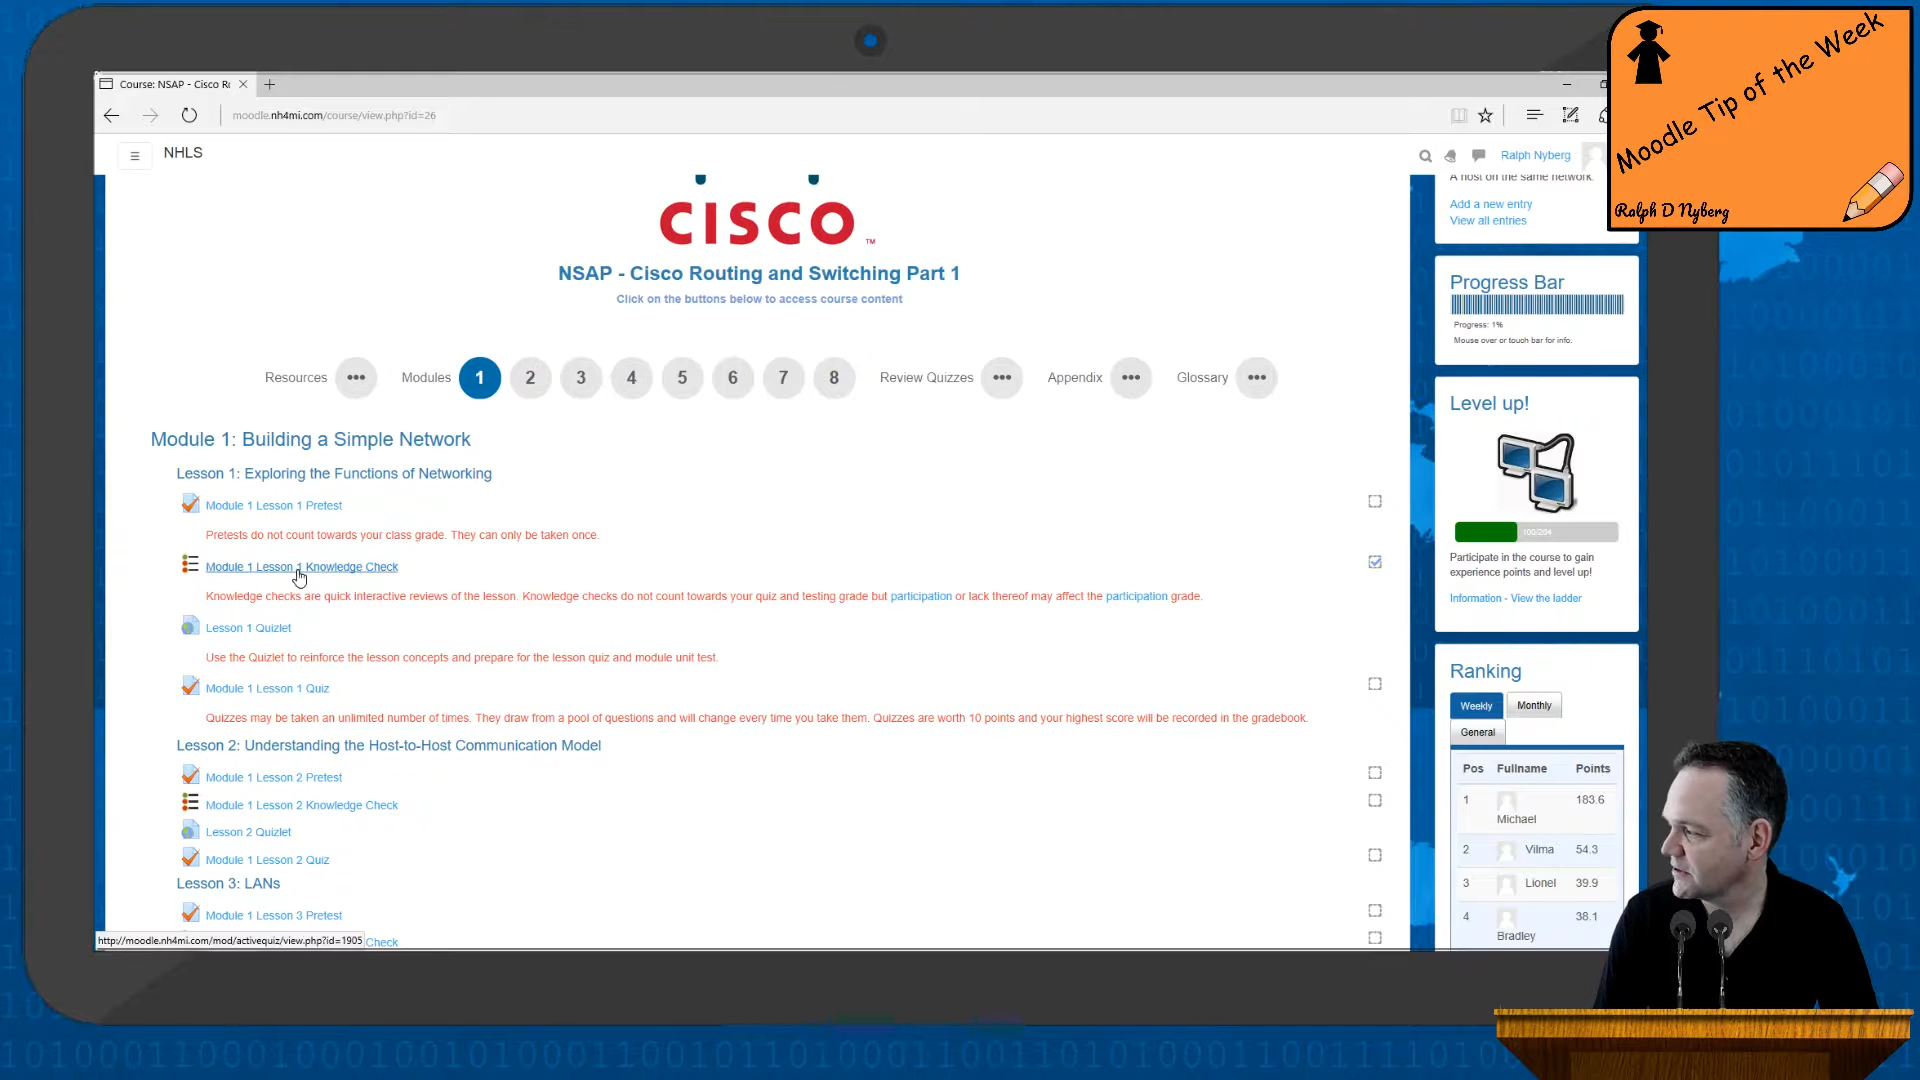 Course: NSAP - Cisco Ro
moodle.nh4mi.com/course/view.php?id=26
Moodle Tip of the Week
Ralph D Nyberg
NHLS
Ralph Nyberg
A host on the same network.
Add a new entry
View all entries
CISCO ™
NSAP - Cisco Routing and Switching Part 1
Click on the buttons below to access course content
Resources ••• Modules 1 2 3 4 5 6 7 8 Review Quizzes ••• Appendix ••• Glossary •••
Module 1: Building a Simple Network
Lesson 1: Exploring the Functions of Networking
Module 1 Lesson 1 Pretest
Pretests do not count towards your class grade. They can only be taken once.
Module 1 Lesson 1 Knowledge Check
Knowledge checks are quick interactive reviews of the lesson. Knowledge checks do not count towards your quiz and testing grade but participation or lack thereof may affect the participation grade.
Lesson 1 Quizlet
Use the Quizlet to reinforce the lesson concepts and prepare for the lesson quiz and module unit test.
Module 1 Lesson 1 Quiz
Quizzes may be taken an unlimited number of times. They draw from a pool of questions and will change every time you take them. Quizzes are worth 10 points and your highest score will be recorded in the gradebook.
Lesson 2: Understanding the Host-to-Host Communication Model
Module 1 Lesson 2 Pretest
Module 1 Lesson 2 Knowledge Check
Lesson 2 Quizlet
Module 1 Lesson 2 Quiz
Lesson 3: LANs
Module 1 Lesson 3 Pretest
Check
http://moodle.nh4mi.com/mod/activequiz/view.php?id=1905
Progress Bar
Progress: 1%
Mouse over or touch bar for info.
Level up!
100/264
Participate in the course to gain
experience points and level up!
Information - View the ladder
Ranking
Weekly Monthly
General
Pos Fullname Points
1 Michael 183.6
2 Vilma 54.3
3 Lionel 39.9
4 Bradley 38.1